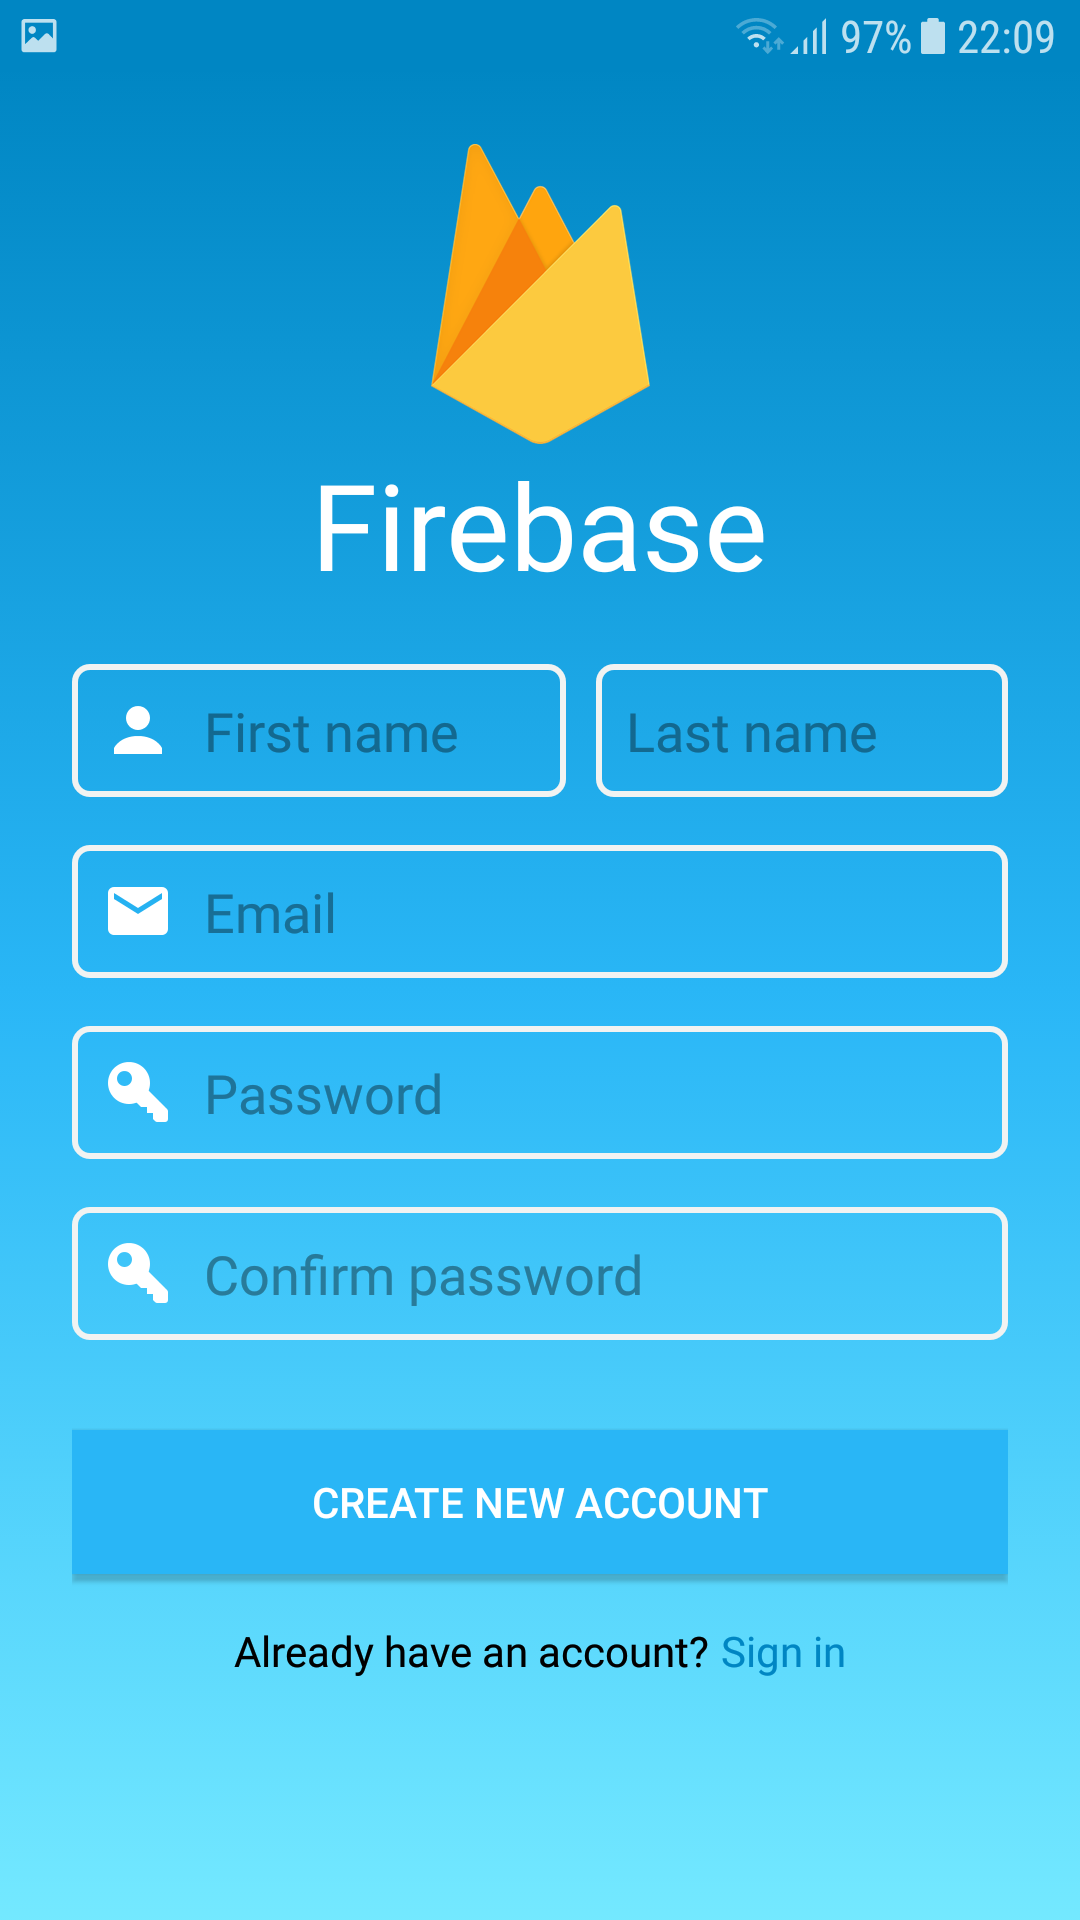 97% 22:09
Firebase
First name Last name
Email
Password
Confirm password
CREATE NEW ACCOUNT
Already have an account? Sign in